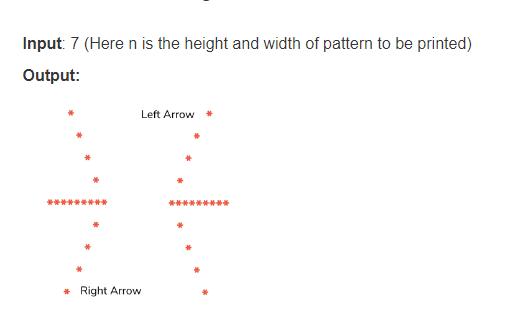 Input: 7 (Here n is the height and width of pattern to be printed)
Output:
* Left Arrow *
* *
* *
* *
********* *********
* *
* *
* *
* Right Arrow *